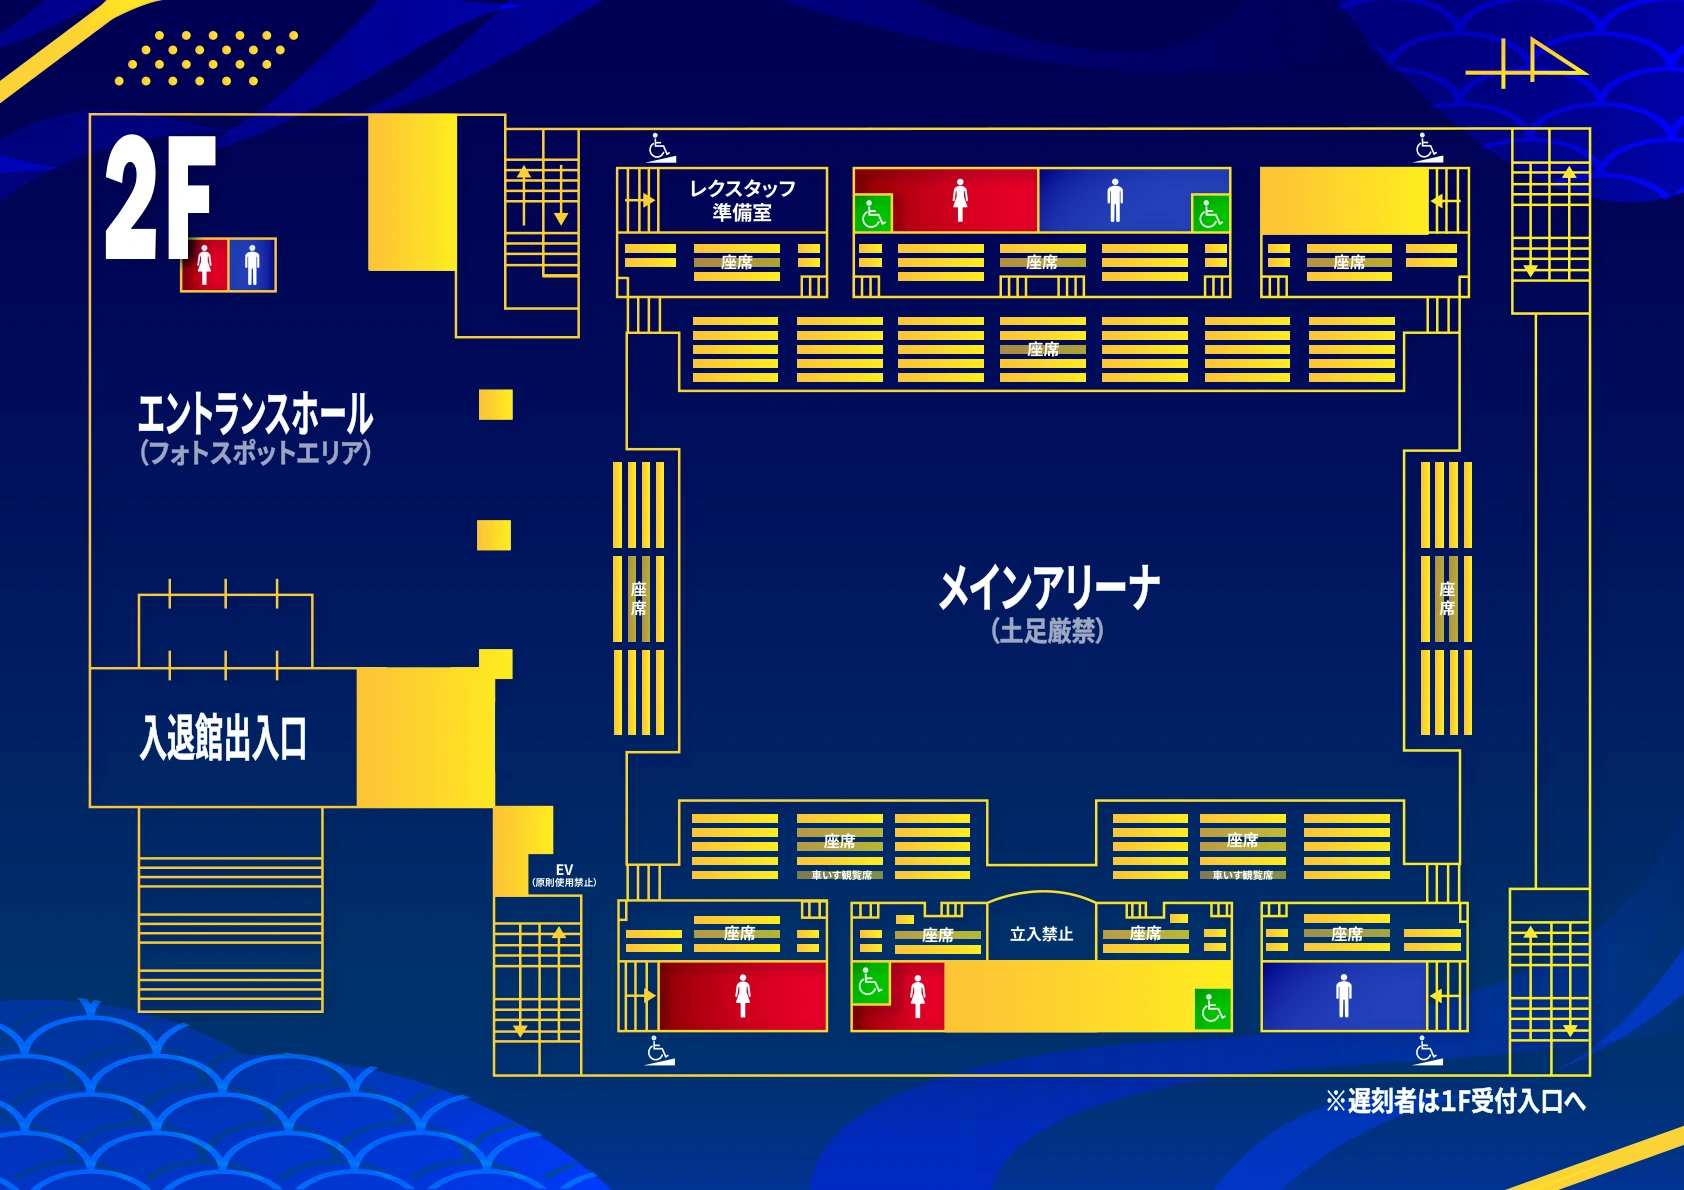 2F
レクスタッフ
準備室
座席
座席
座席
座席
エントランスホール
(フォトスポットエリア)
座席
メインアリーナ
(土足厳禁)
座席
入退館出入口
座席
車いす観覧席
座席
車いす観覧席
EV
(原則使用禁止)
座席
座席
立入禁止
座席
座席
※遅刻者は1F受付入口へ